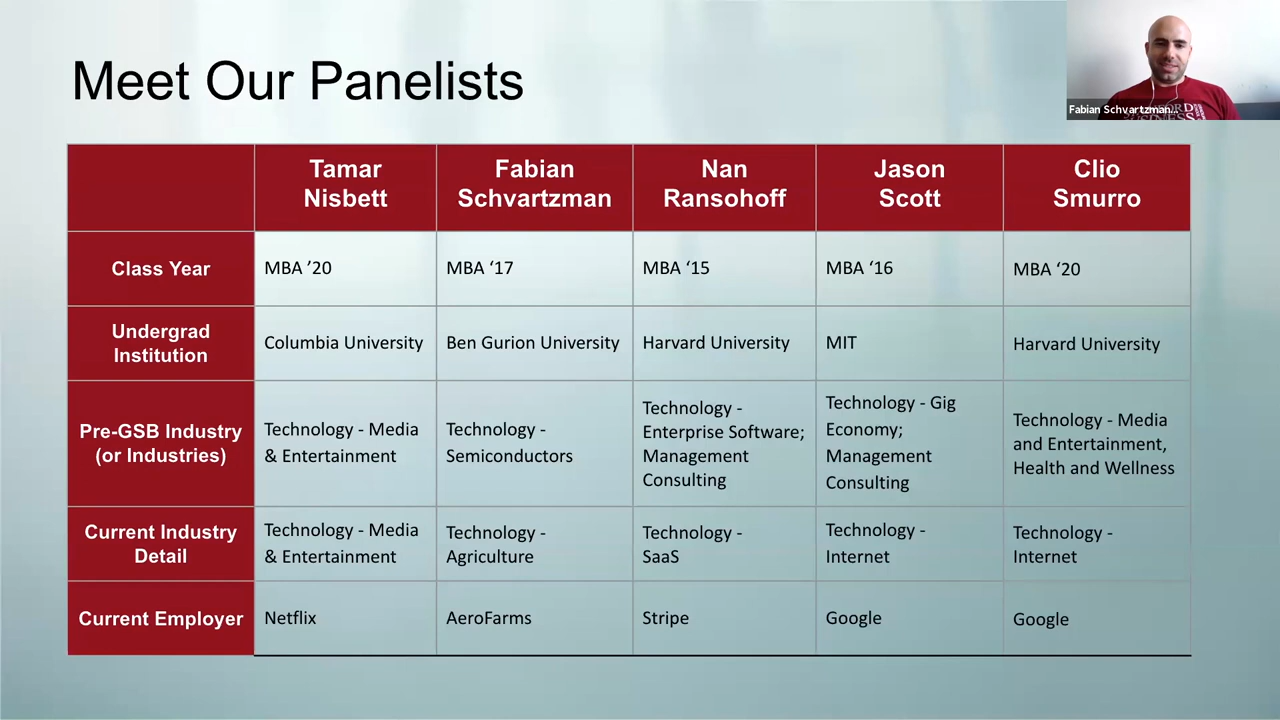 Meet Our Panelists
Fabian Schvartzman...
Tamar
Nisbett
Fabian
Schvartzman
Nan
Ransohoff
Jason
Scott
Clio
Smurro
Class Year
MBA ’20
MBA ‘17
MBA ‘15
MBA ‘16
MBA ‘20
Undergrad
Institution
Columbia University
Ben Gurion University
Harvard University
MIT
Harvard University
Pre-GSB Industry
(or Industries)
Technology - Media
& Entertainment
Technology -
Semiconductors
Technology -
Enterprise Software;
Management
Consulting
Technology - Gig
Economy;
Management
Consulting
Technology - Media
and Entertainment,
Health and Wellness
Current Industry
Detail
Technology - Media
& Entertainment
Technology -
Agriculture
Technology -
SaaS
Technology -
Internet
Technology -
Internet
Current Employer
Netflix
AeroFarms
Stripe
Google
Google